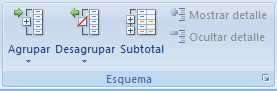 Agrupar Desagrupar Subtotal
Mostrar detalle
Ocultar detalle
Esquema